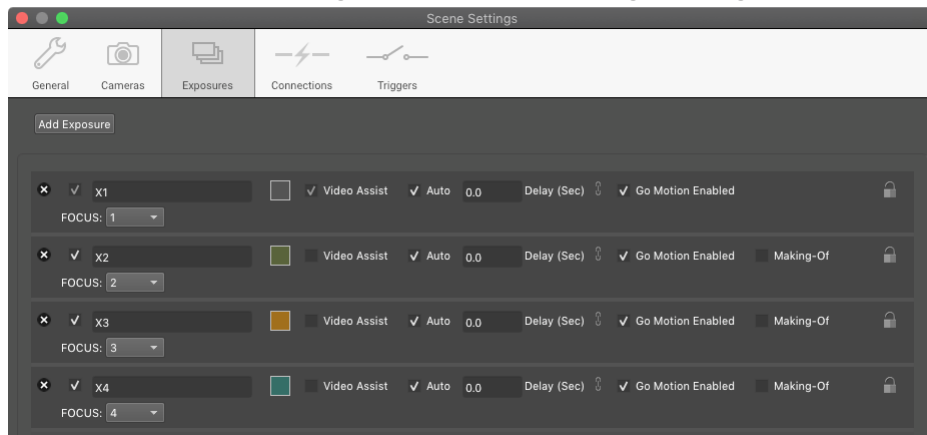 Scene Settings
General Cameras Exposures Connections Triggers
Add Exposure
X1 Video Assist Auto 0.0 Delay (Sec) Go Motion Enabled
FOCUS: 1
X2 Video Assist Auto 0.0 Delay (Sec) Go Motion Enabled Making-Of
FOCUS: 2
X3 Video Assist Auto 0.0 Delay (Sec) Go Motion Enabled Making-Of
FOCUS: 3
X4 Video Assist Auto 0.0 Delay (Sec) Go Motion Enabled Making-Of
FOCUS: 4